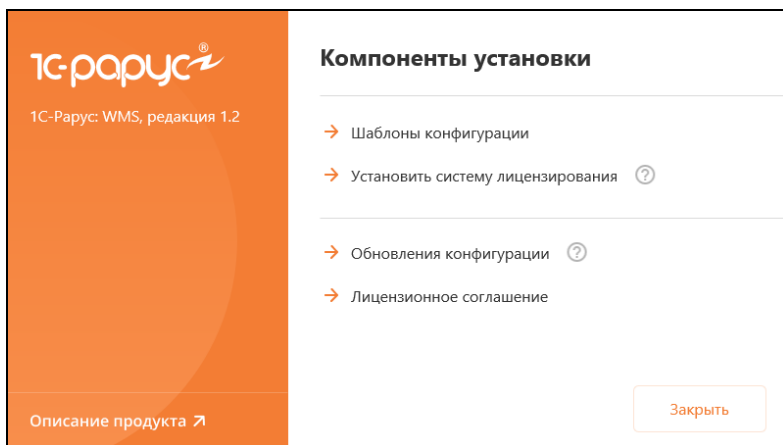 1С-рарус®
1С-Рарус: WMS, редакция 1.2
Описание продукта
Компоненты установки
Шаблоны конфигурации
Установить систему лицензирования ?
Обновления конфигурации ?
Лицензионное соглашение
Закрыть